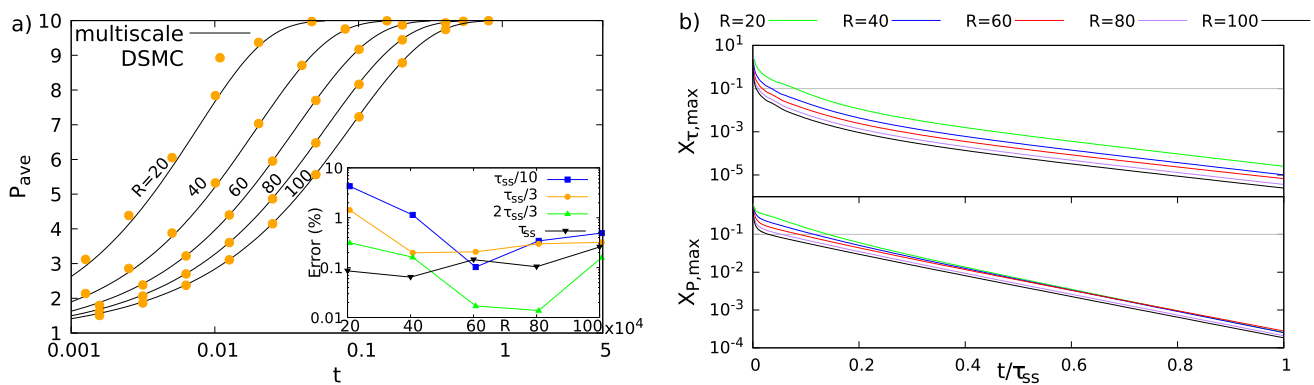 a)
10
9
8
7
6
5
4
3
2
1
P_ave
multiscale
DSMC
R=20
40
60
80
100
0.001
0.01
0.1
1
5
x10^4
t
10
1
0.1
0.01
Error (%)
τ_ss/10
τ_ss/3
2τ_ss/3
τ_ss
20
40
60
R
80
100
b)
R=20
R=40
R=60
R=80
R=100
10^1
10^-1
10^-3
10^-5
X_τ,max
10^-1
10^-2
10^-3
10^-4
X_P,max
0
0.2
0.4
0.6
0.8
1
t/τ_ss